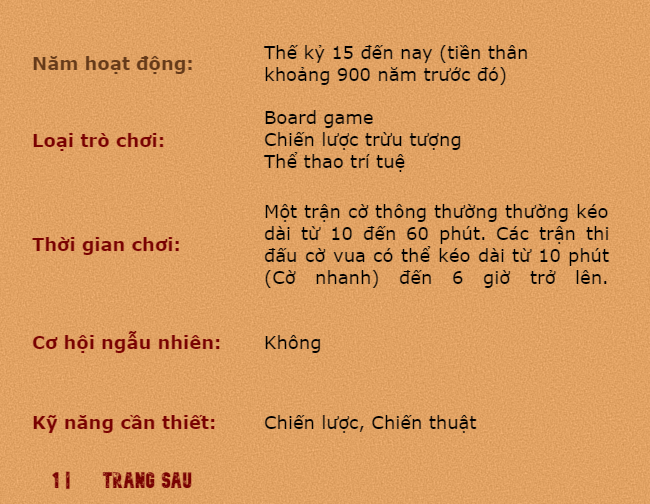 Năm hoạt động:
Thế kỷ 15 đến nay (tiền thân
khoảng 900 năm trước đó)
Loại trò chơi:
Board game
Chiến lược trừu tượng
Thể thao trí tuệ
Thời gian chơi:
Một trận cờ thông thường thường kéo
dài từ 10 đến 60 phút. Các trận thi
đấu cờ vua có thể kéo dài từ 10 phút
(Cờ nhanh) đến 6 giờ trở lên.
Cơ hội ngẫu nhiên:
Không
Kỹ năng cần thiết:
Chiến lược, Chiến thuật
1 | TRANG SAU